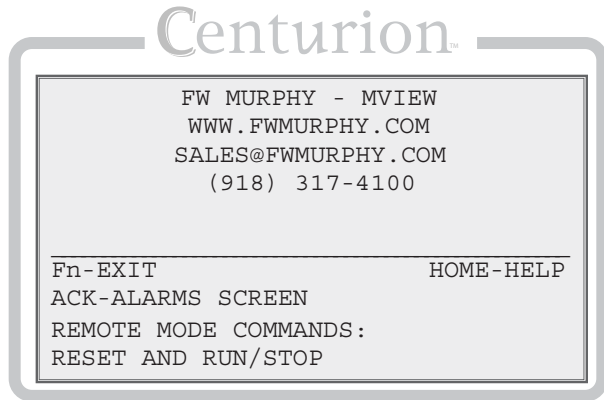 Centurion™
FW MURPHY - MVIEW
WWW.FWMURPHY.COM
SALES@FWMURPHY.COM
(918) 317-4100
Fn-EXIT HOME-HELP
ACK-ALARMS SCREEN
REMOTE MODE COMMANDS:
RESET AND RUN/STOP